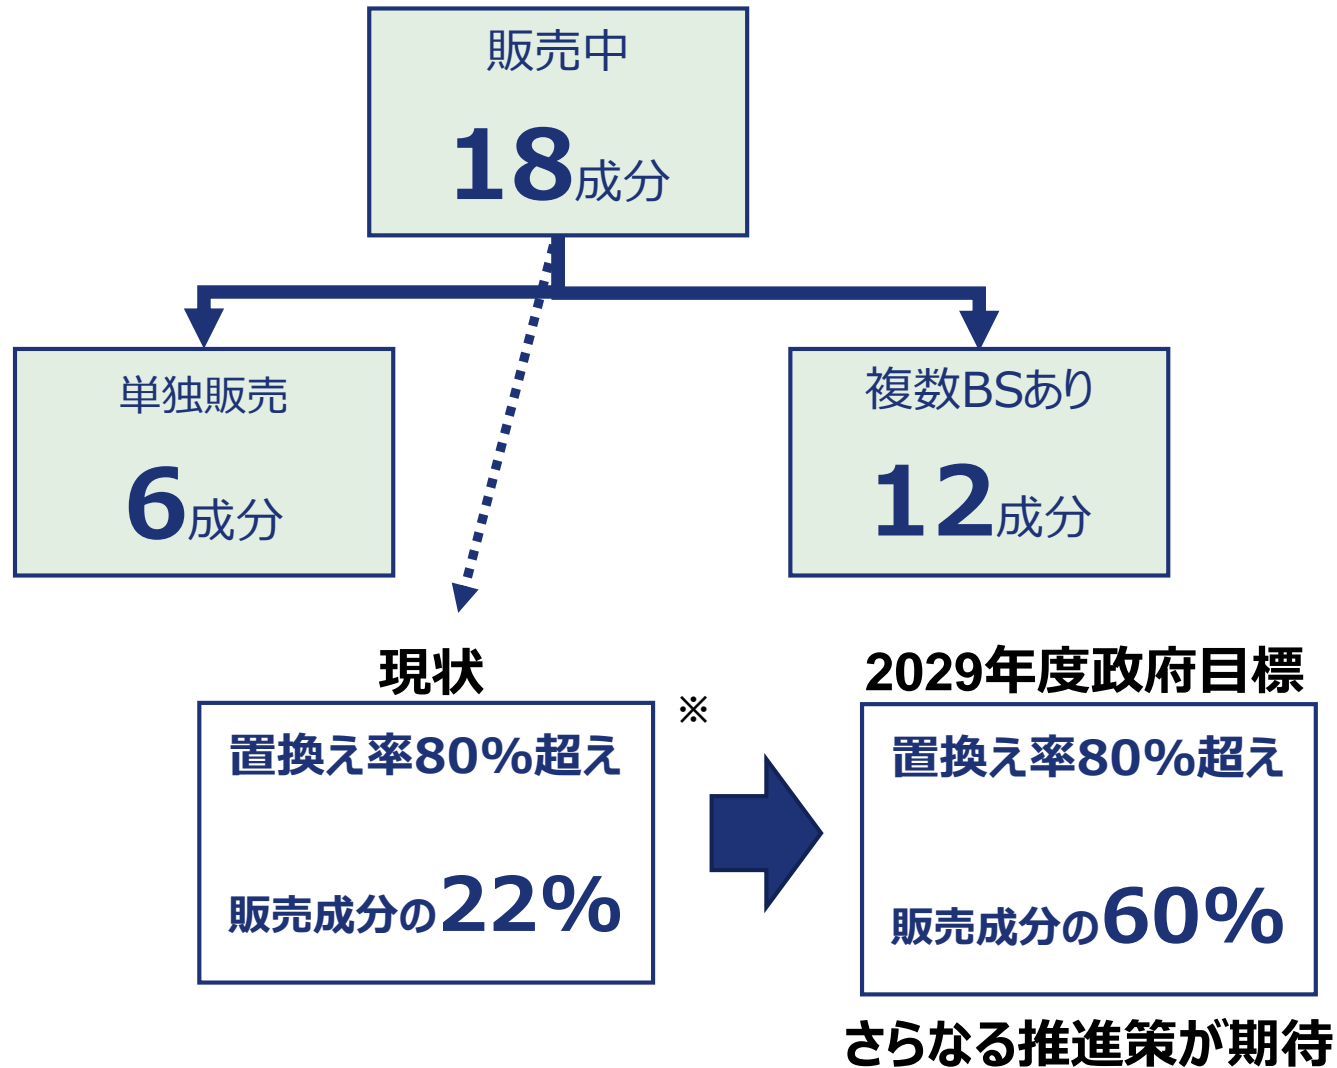 販売中
18成分
単独販売
6成分
複数BSあり
12成分
現状
置換え率80%超え
販売成分の22%
※
2029年度政府目標
置換え率80%超え
販売成分の60%
さらなる推進策が期待